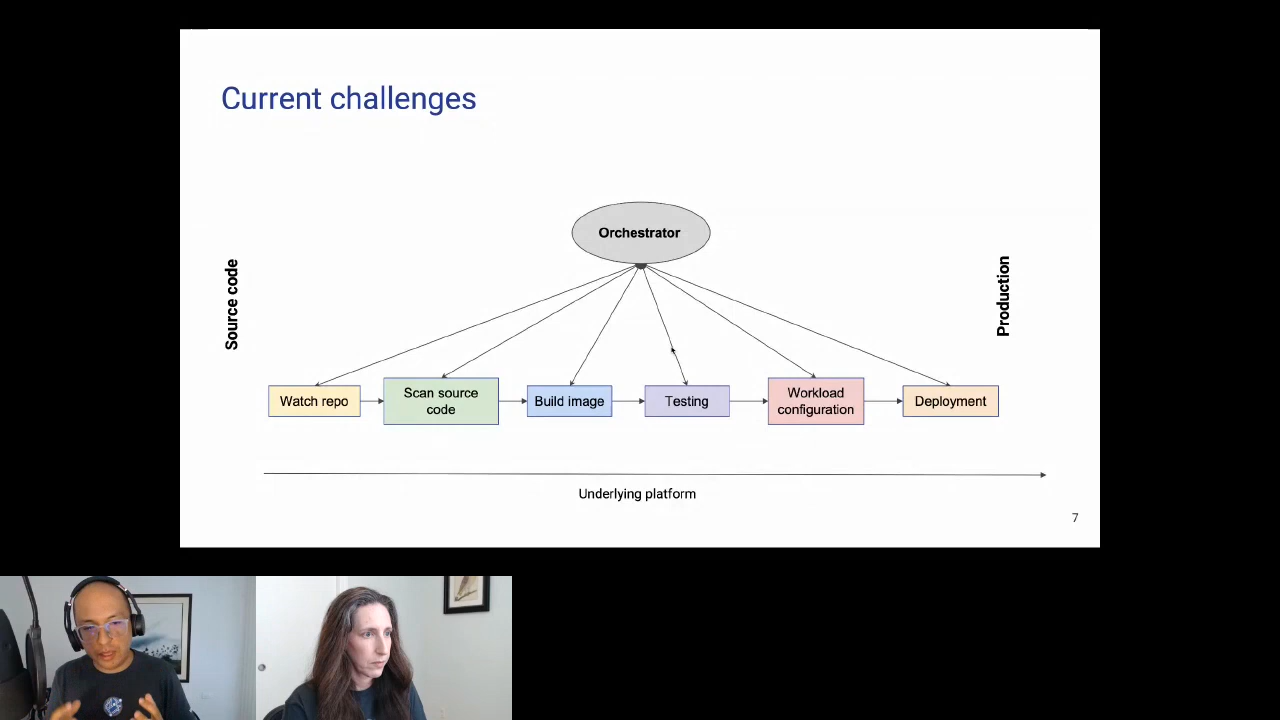 Current challenges
Orchestrator
Source code
Production
Watch repo
Scan source
code
Build image
Testing
Workload
configuration
Deployment
Underlying platform
7